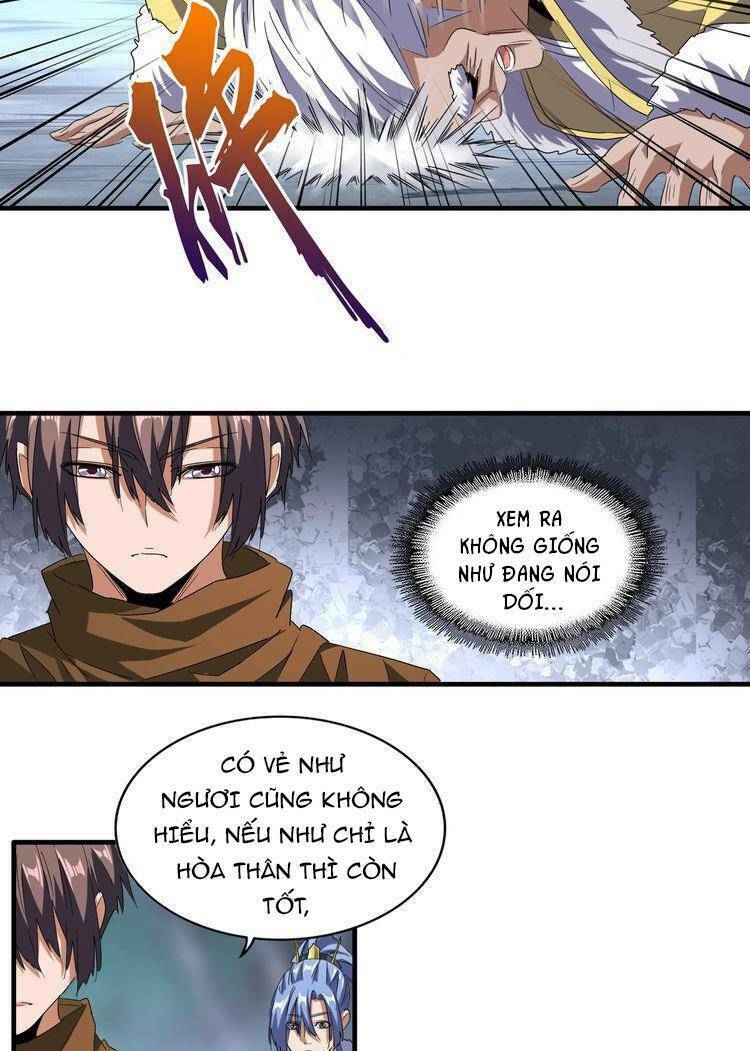 XEM RA
KHÔNG GIỐNG
NHƯ ĐANG NÓI
DỐI...
CÓ VẺ NHƯ
NGƯƠI CŨNG KHÔNG
HIỂU, NẾU NHƯ CHỈ LÀ
HÒA THÂN THÌ CÒN
TỐT,